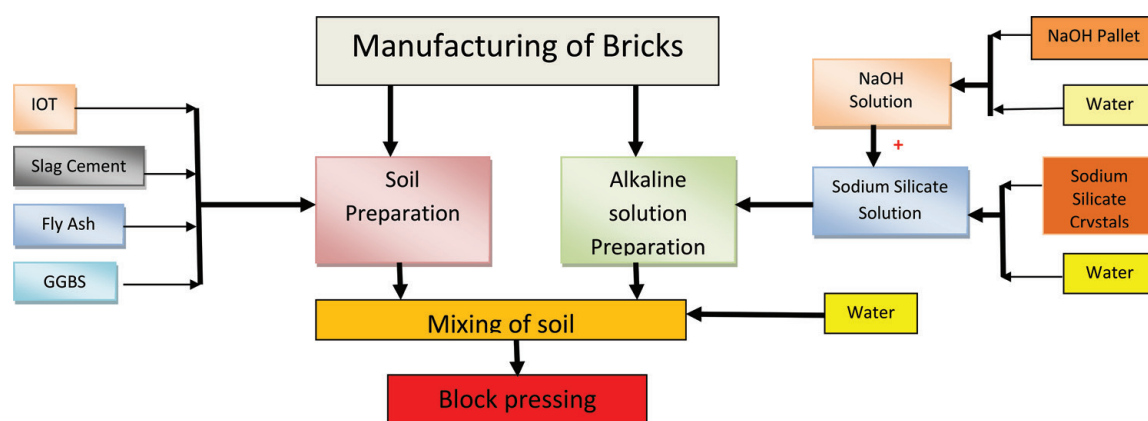 Manufacturing of Bricks
IOT
Slag Cement
Fly Ash
GGBS
Soil
Preparation
Alkaline
solution
Preparation
NaOH
Solution
+
Sodium Silicate
Solution
NaOH Pallet
Water
Sodium
Silicate
Crystals
Water
Mixing of soil
Water
Block pressing